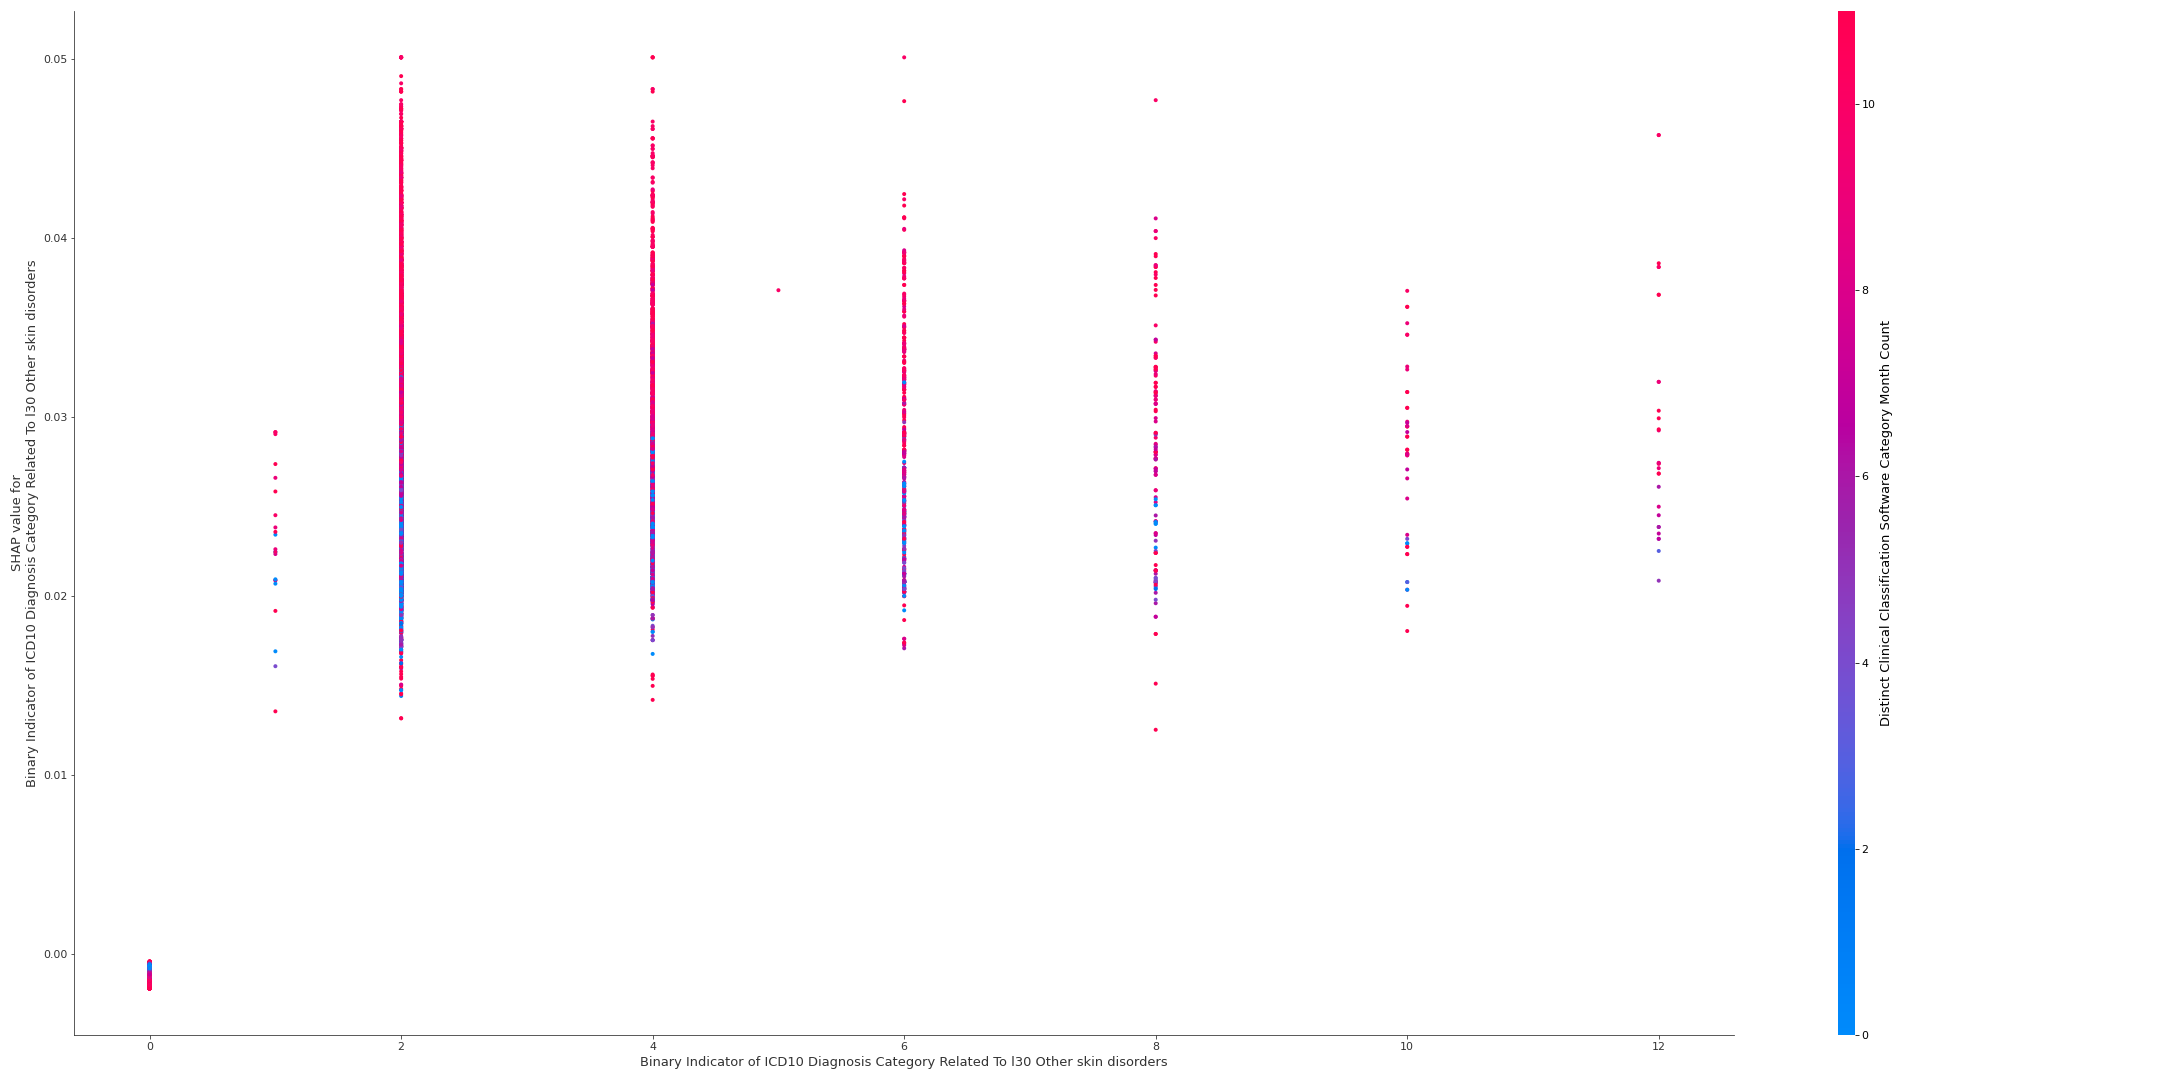 SHAP value for
Binary Indicator of ICD10 Diagnosis Category Related To l30 Other skin disorders
0.05
0.04
0.03
0.02
0.01
0.00
0 2 4 6 8 10 12
Binary Indicator of ICD10 Diagnosis Category Related To l30 Other skin disorders
10
8
6
4
2
0
Distinct Clinical Classification Software Category Month Count